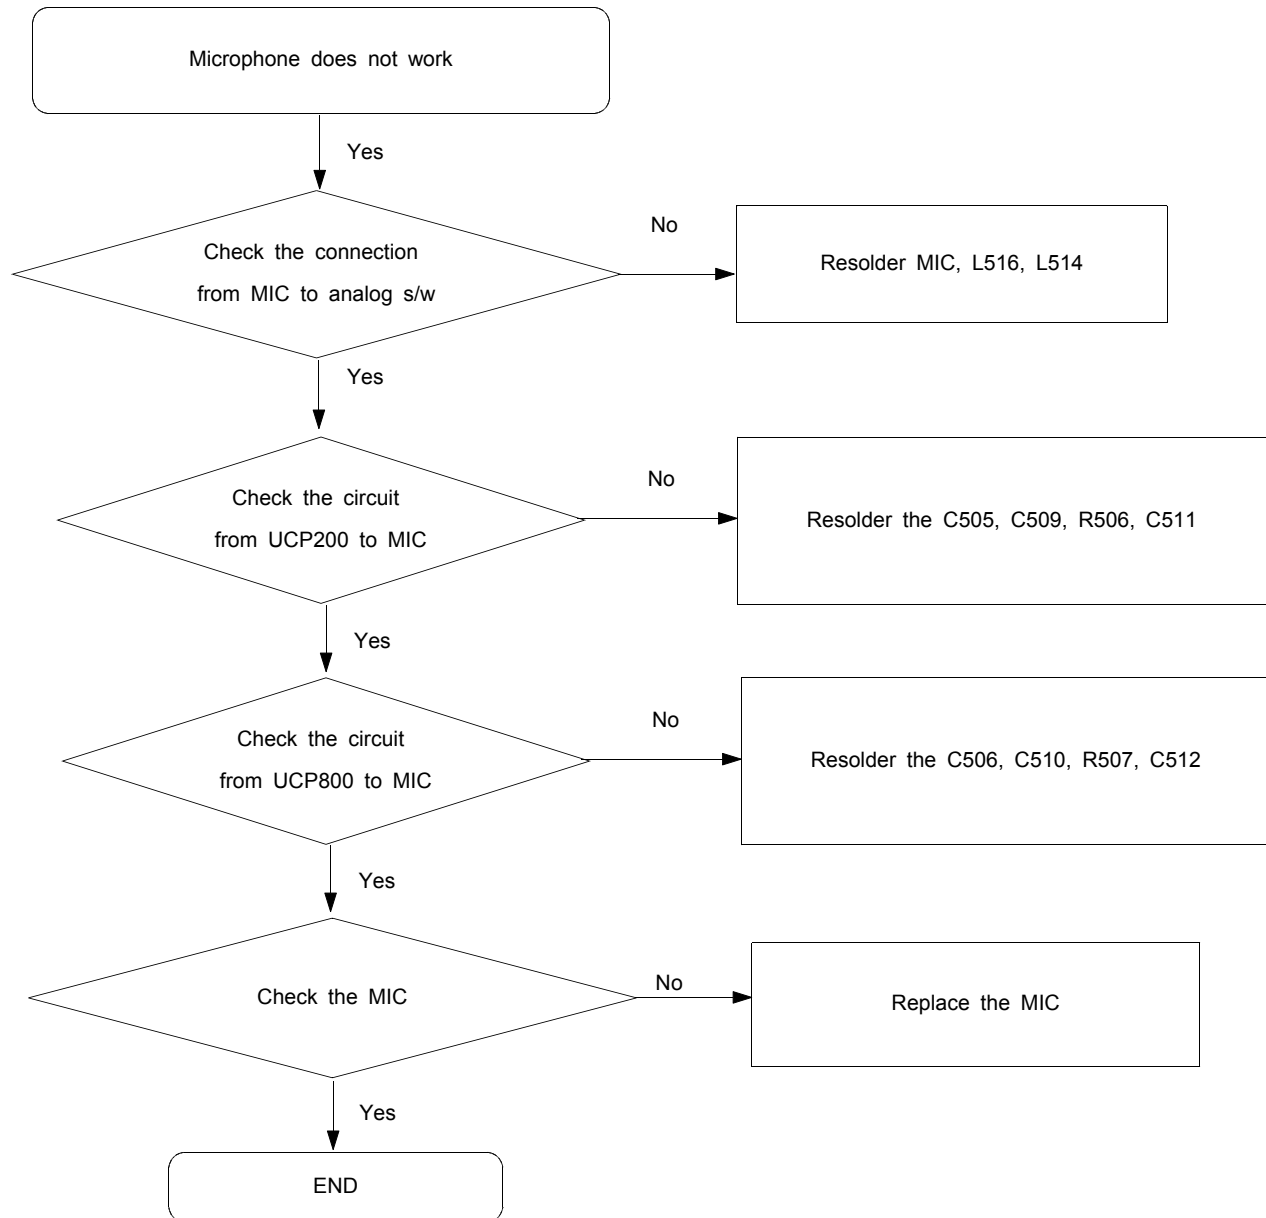 Microphone does not work
Yes
Check the connection
from MIC to analog s/w
No
Resolder MIC, L516, L514
Yes
Check the circuit
from UCP200 to MIC
No
Resolder the C505, C509, R506, C511
Yes
Check the circuit
from UCP800 to MIC
No
Resolder the C506, C510, R507, C512
Yes
Check the MIC
No
Replace the MIC
Yes
END